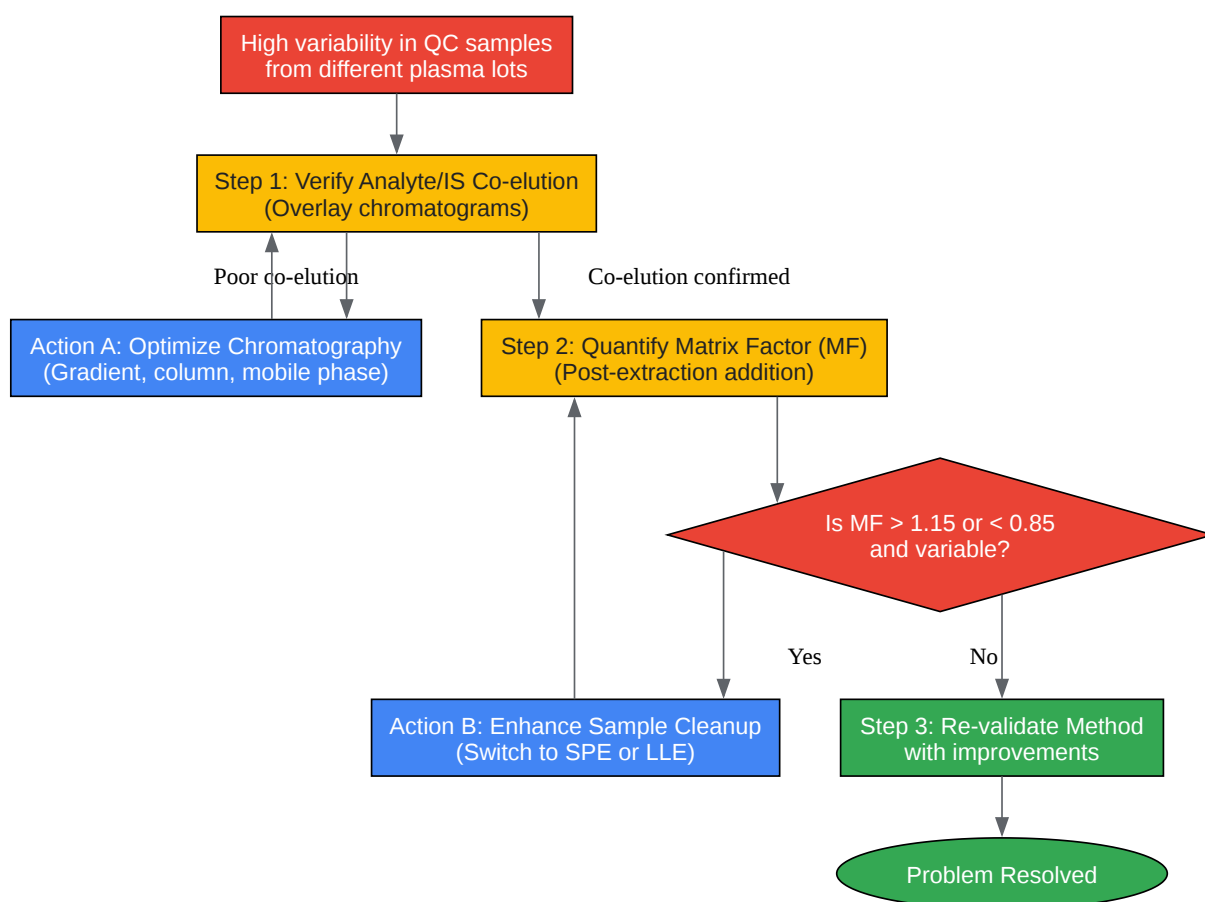 High variability in QC samples
from different plasma lots
Step 1: Verify Analyte/IS Co-elution
(Overlay chromatograms)
Poor co-elution
Co-elution confirmed
Action A: Optimize Chromatography
(Gradient, column, mobile phase)
Step 2: Quantify Matrix Factor (MF)
(Post-extraction addition)
Is MF > 1.15 or < 0.85
and variable?
Yes
No
Action B: Enhance Sample Cleanup
(Switch to SPE or LLE)
Step 3: Re-validate Method
with improvements
Problem Resolved